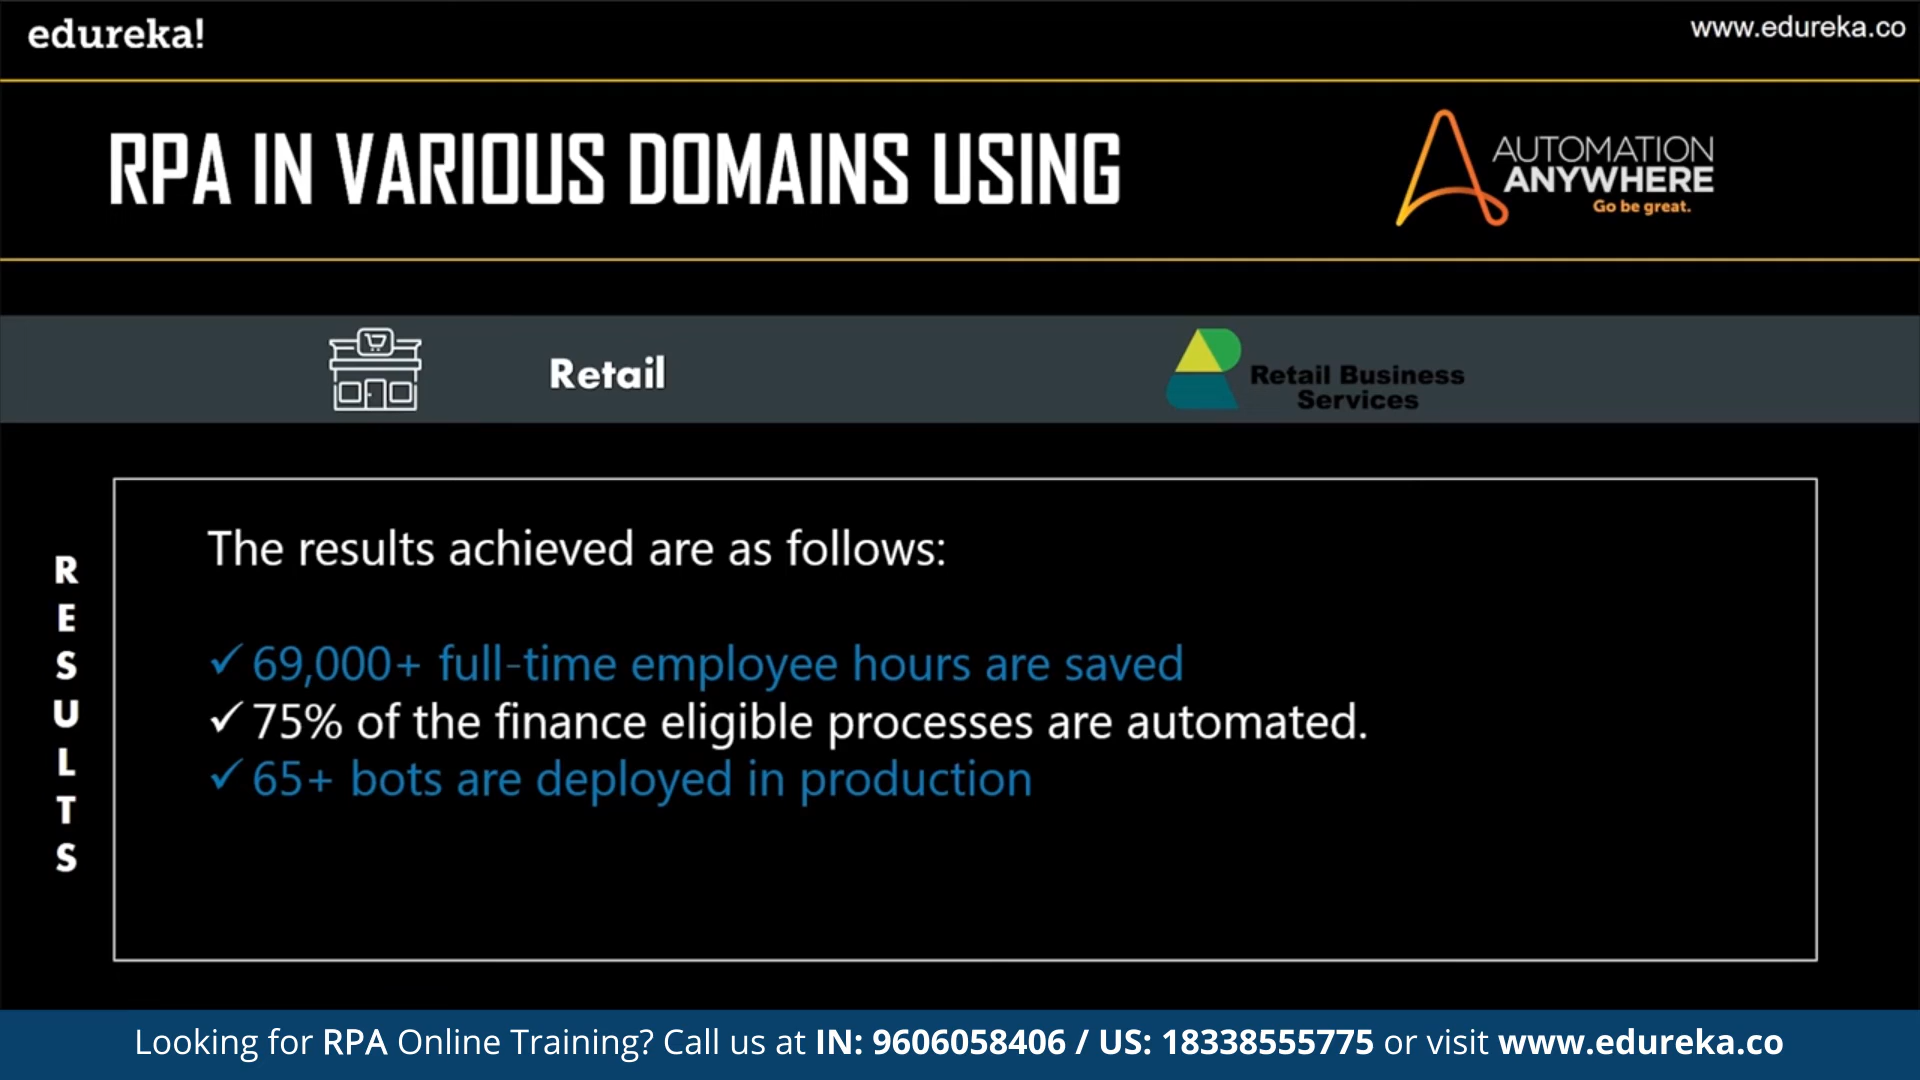 edureka!
www.edureka.co
RPA IN VARIOUS DOMAINS USING
AUTOMATION
ANYWHERE
Go be great.
Retail
Retail Business
Services
RESULTS
The results achieved are as follows:
✓ 69,000+ full-time employee hours are saved
✓ 75% of the finance eligible processes are automated.
✓ 65+ bots are deployed in production
Looking for RPA Online Training? Call us at IN: 9606058406 / US: 18338555775 or visit www.edureka.co